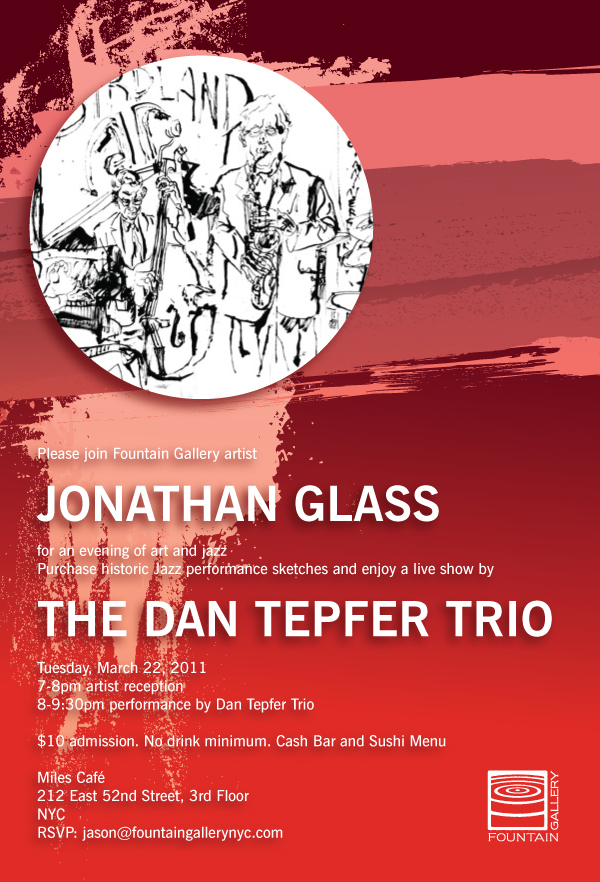 BIRDLAND
Please join Fountain Gallery artist
JONATHAN GLASS
for an evening of art and jazz
Purchase historic Jazz performance sketches and enjoy a live show by
THE DAN TEPFER TRIO
Tuesday, March 22, 2011
7-8pm artist reception
8-9:30pm performance by Dan Tepfer Trio
$10 admission. No drink minimum. Cash Bar and Sushi Menu
Miles Café
212 East 52nd Street, 3rd Floor
NYC
RSVP: jason@fountaingallerynyc.com
FOUNTAIN
GALLERY